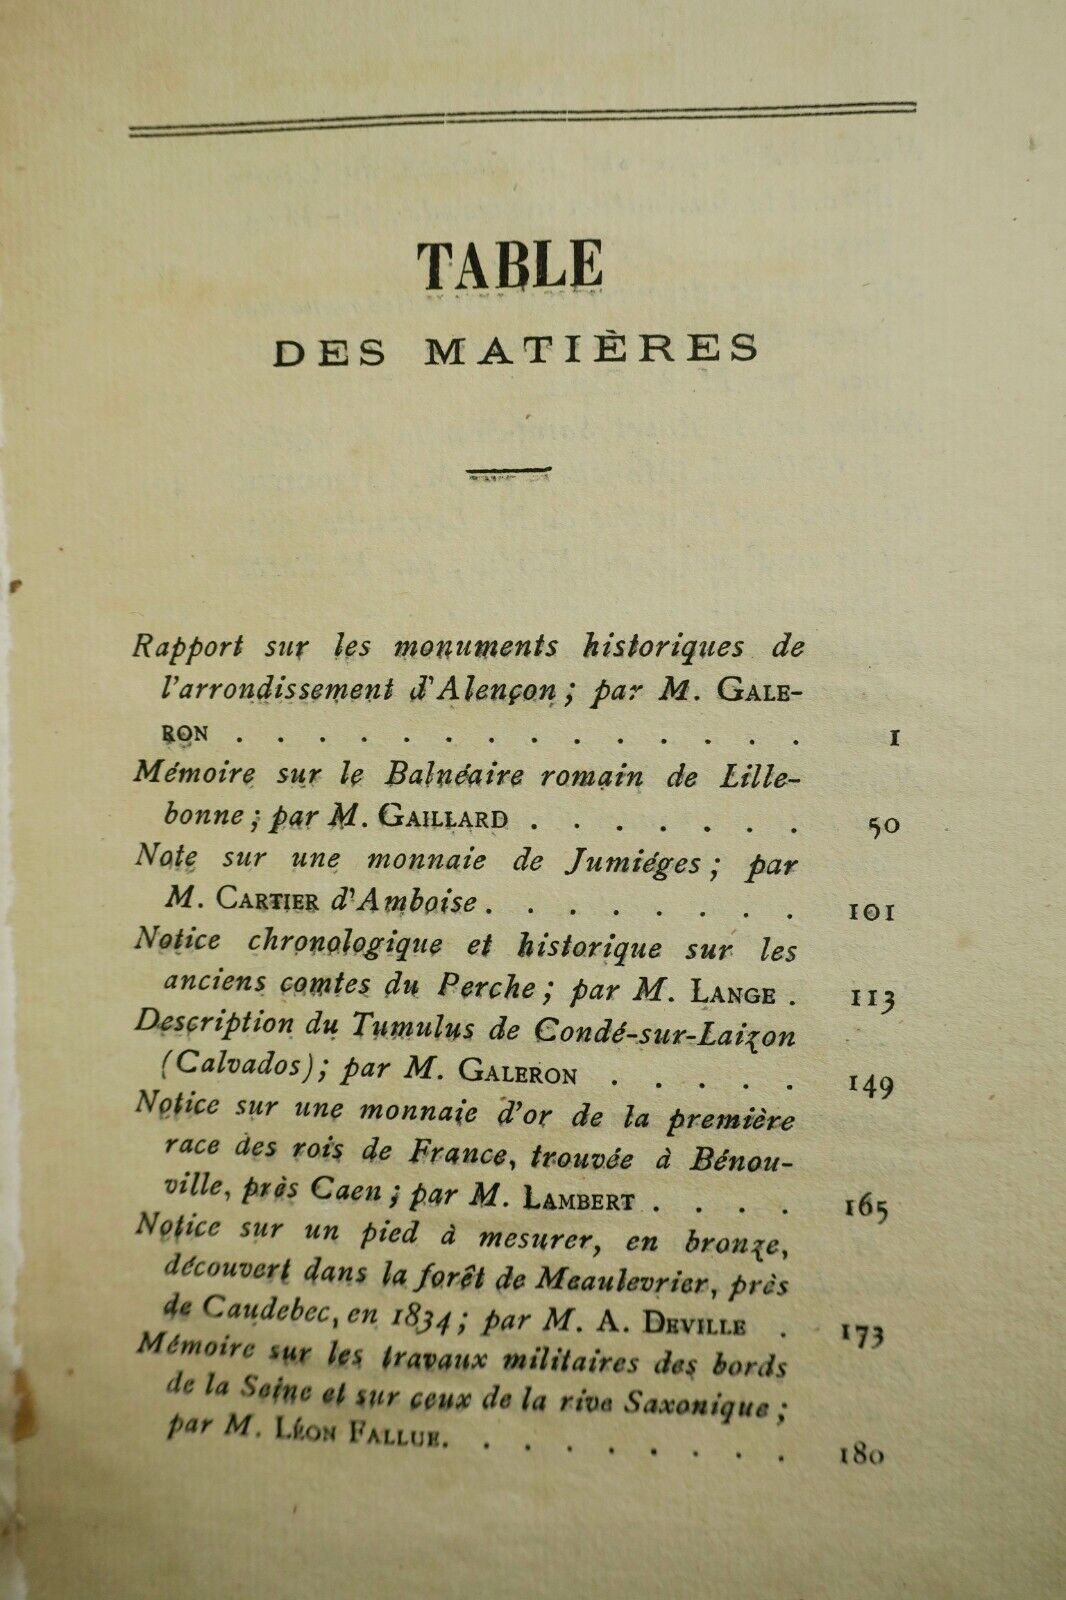 TABLE
DES MATIÈRES
Rapport sur les monuments historiques de
l'arrondissement d'Alençon ; par M. GALE-
RON . . . . . . . . . . . . . . 1
Mémoire sur le Balnéaire romain de Lille-
bonne ; par M. GAILLARD . . . . . . . 50
Note sur une monnaie de Jumiéges ; par
M. CARTIER d'Amboise . . . . . . . . 101
Notice chronologique et historique sur les
anciens comtes du Perche ; par M. LANGE . 113
Description du Tumulus de Condé-sur-Laizon
(Calvados) ; par M. GALERON . . . . . 149
Notice sur une monnaie d'or de la première
race des rois de France, trouvée à Bénou-
ville, près Caen ; par M. LAMBERT . . . . 165
Notice sur un pied à mesurer, en bronze,
découvert dans la forêt de Meaulevrier, près
de Caudebec, en 1834 ; par M. A. DEVILLE . 173
Mémoire sur les travaux militaires des bords
de la Seine et sur ceux de la rive Saxonique ;
par M. LÉON FALLUE. . . . . . . . . 180